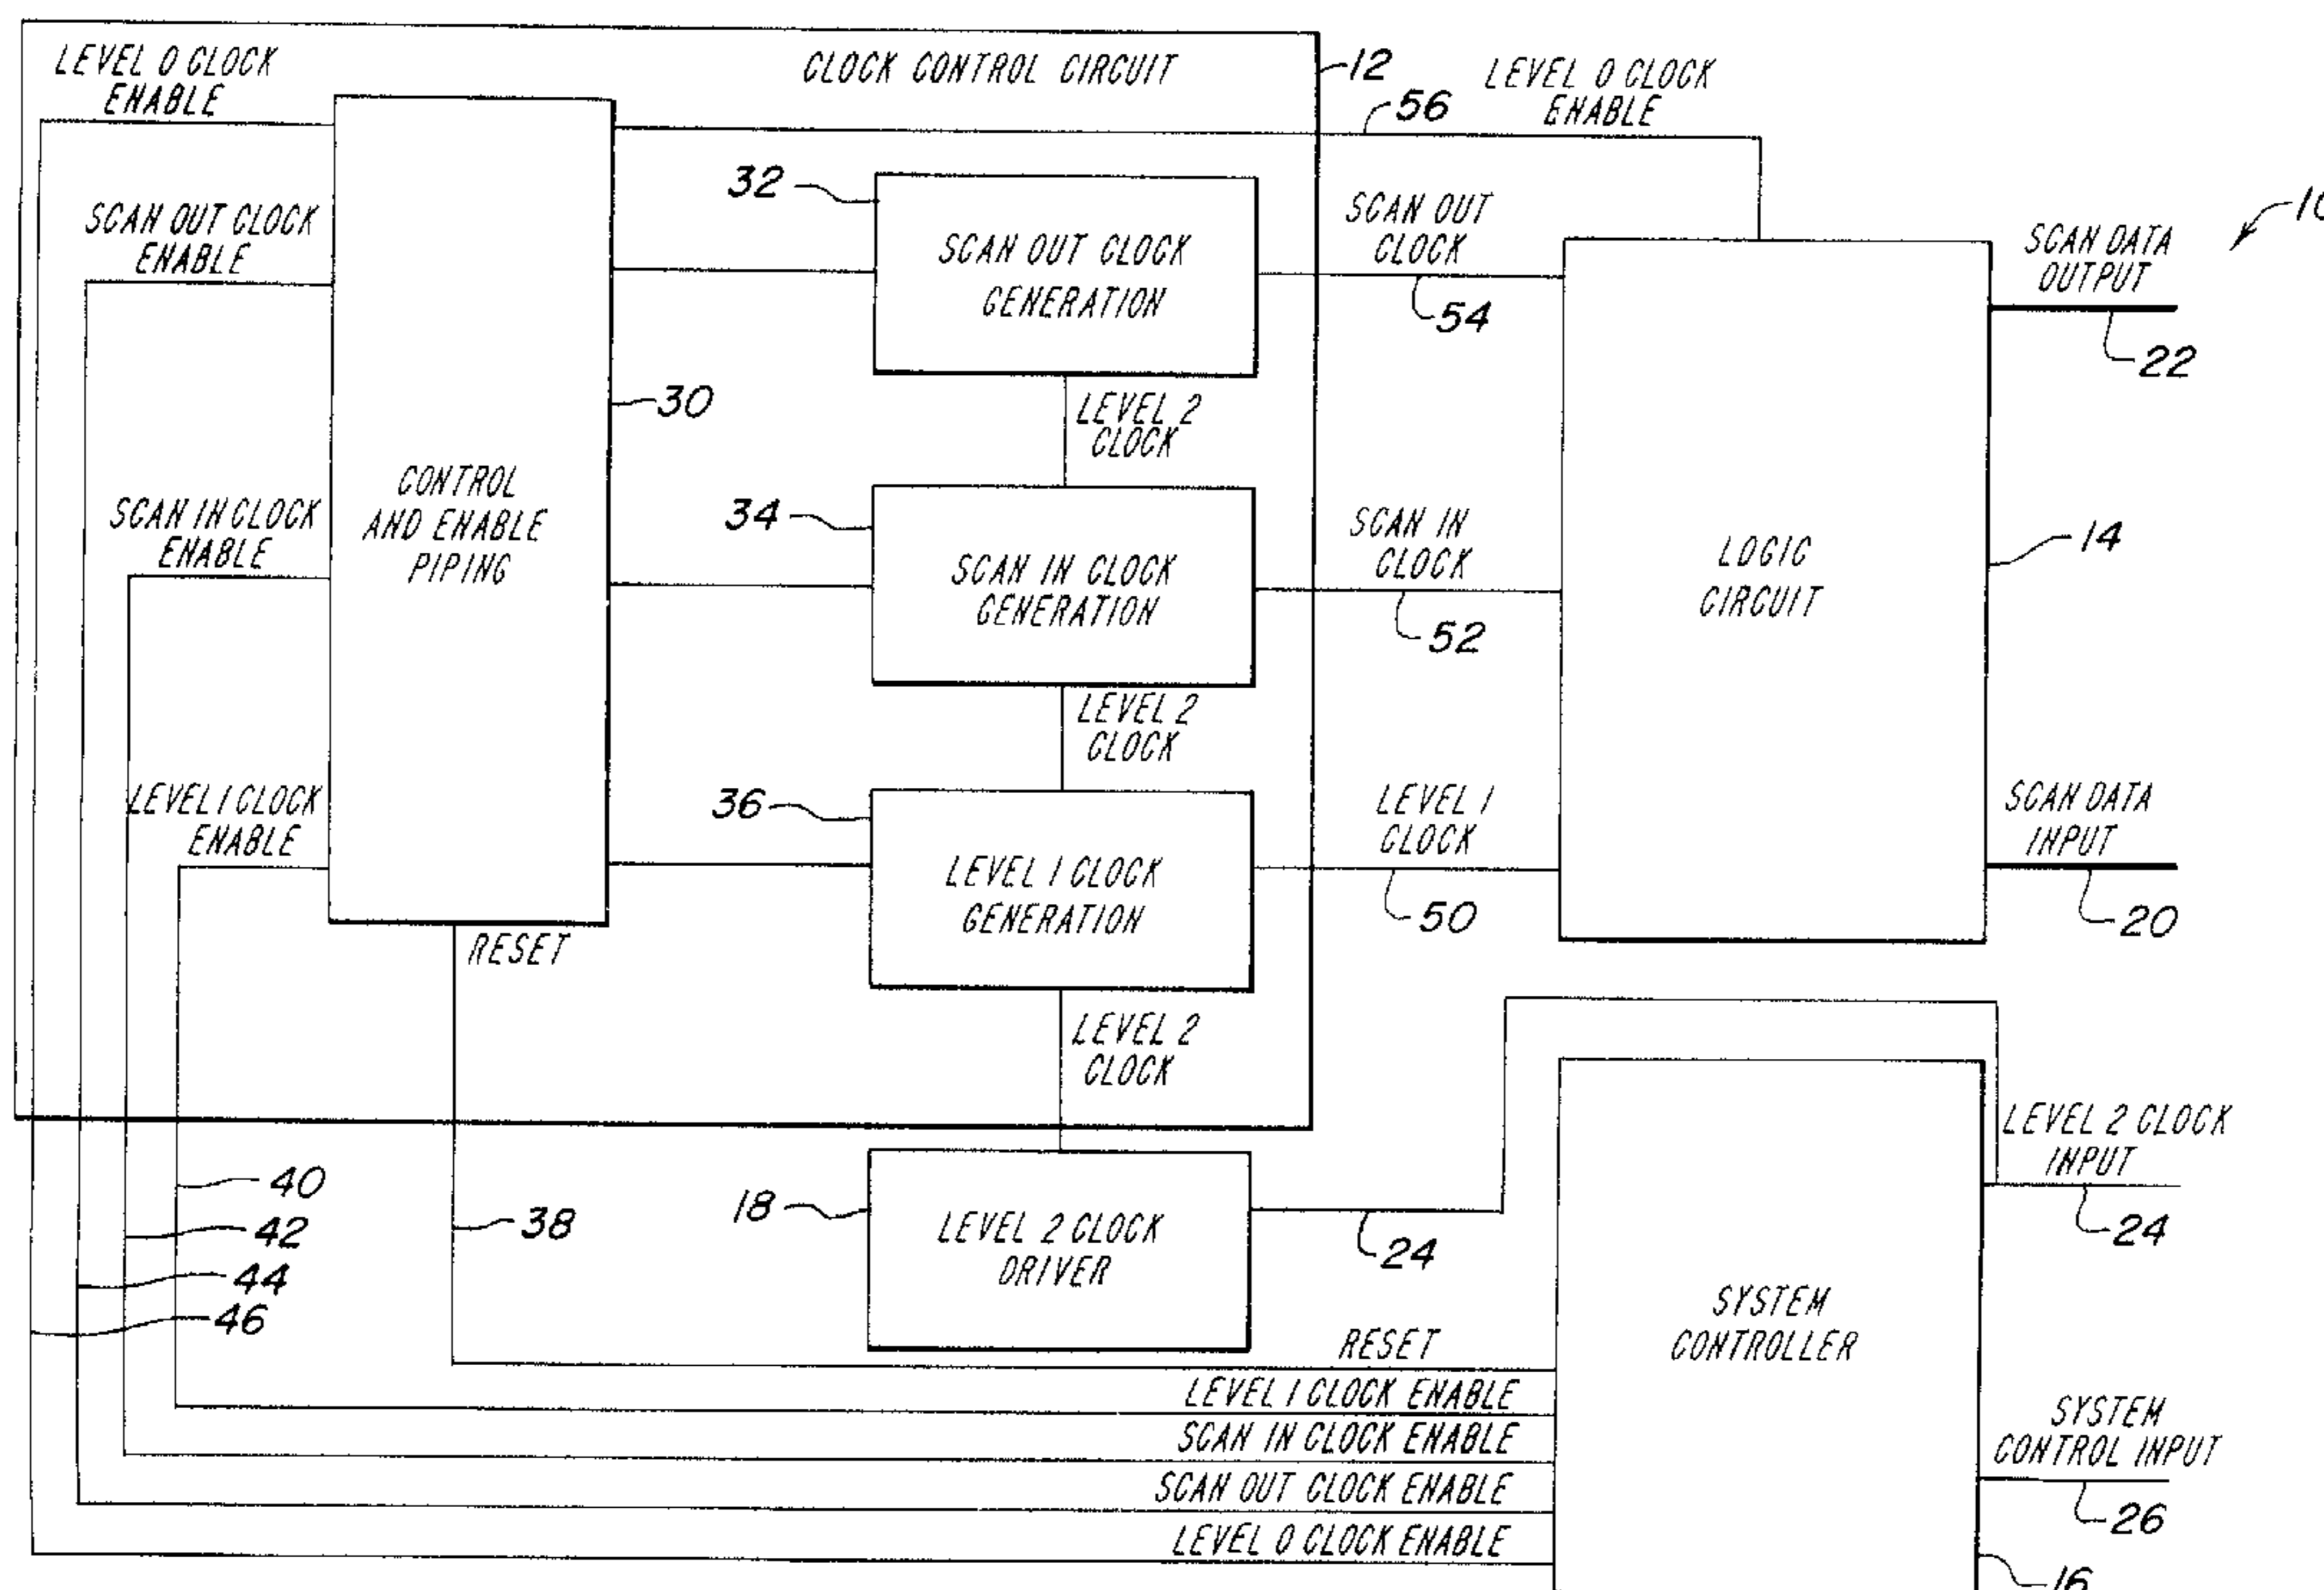 LEVEL 0 CLOCK
ENABLE
CLOCK CONTROL CIRCUIT
12
LEVEL 0 CLOCK
ENABLE
56
32
SCAN OUT CLOCK
ENABLE
SCAN OUT CLOCK
GENERATION
SCAN OUT
CLOCK
54
SCAN DATA
OUTPUT
22
30
LEVEL 2
CLOCK
CONTROL
AND ENABLE
PIPING
SCAN IN CLOCK
ENABLE
34
SCAN IN CLOCK
GENERATION
SCAN IN
CLOCK
52
LOGIC
CIRCUIT
14
LEVEL 2
CLOCK
LEVEL 1 CLOCK
ENABLE
36
LEVEL 1 CLOCK
GENERATION
LEVEL 1
CLOCK
50
SCAN DATA
INPUT
20
RESET
LEVEL 2
CLOCK
40
42
44
46
38
18
LEVEL 2 CLOCK
DRIVER
24
LEVEL 2 CLOCK
INPUT
24
SYSTEM
CONTROLLER
RESET
LEVEL 1 CLOCK ENABLE
SCAN IN CLOCK ENABLE
SCAN OUT CLOCK ENABLE
LEVEL 0 CLOCK ENABLE
SYSTEM
CONTROL INPUT
26
16